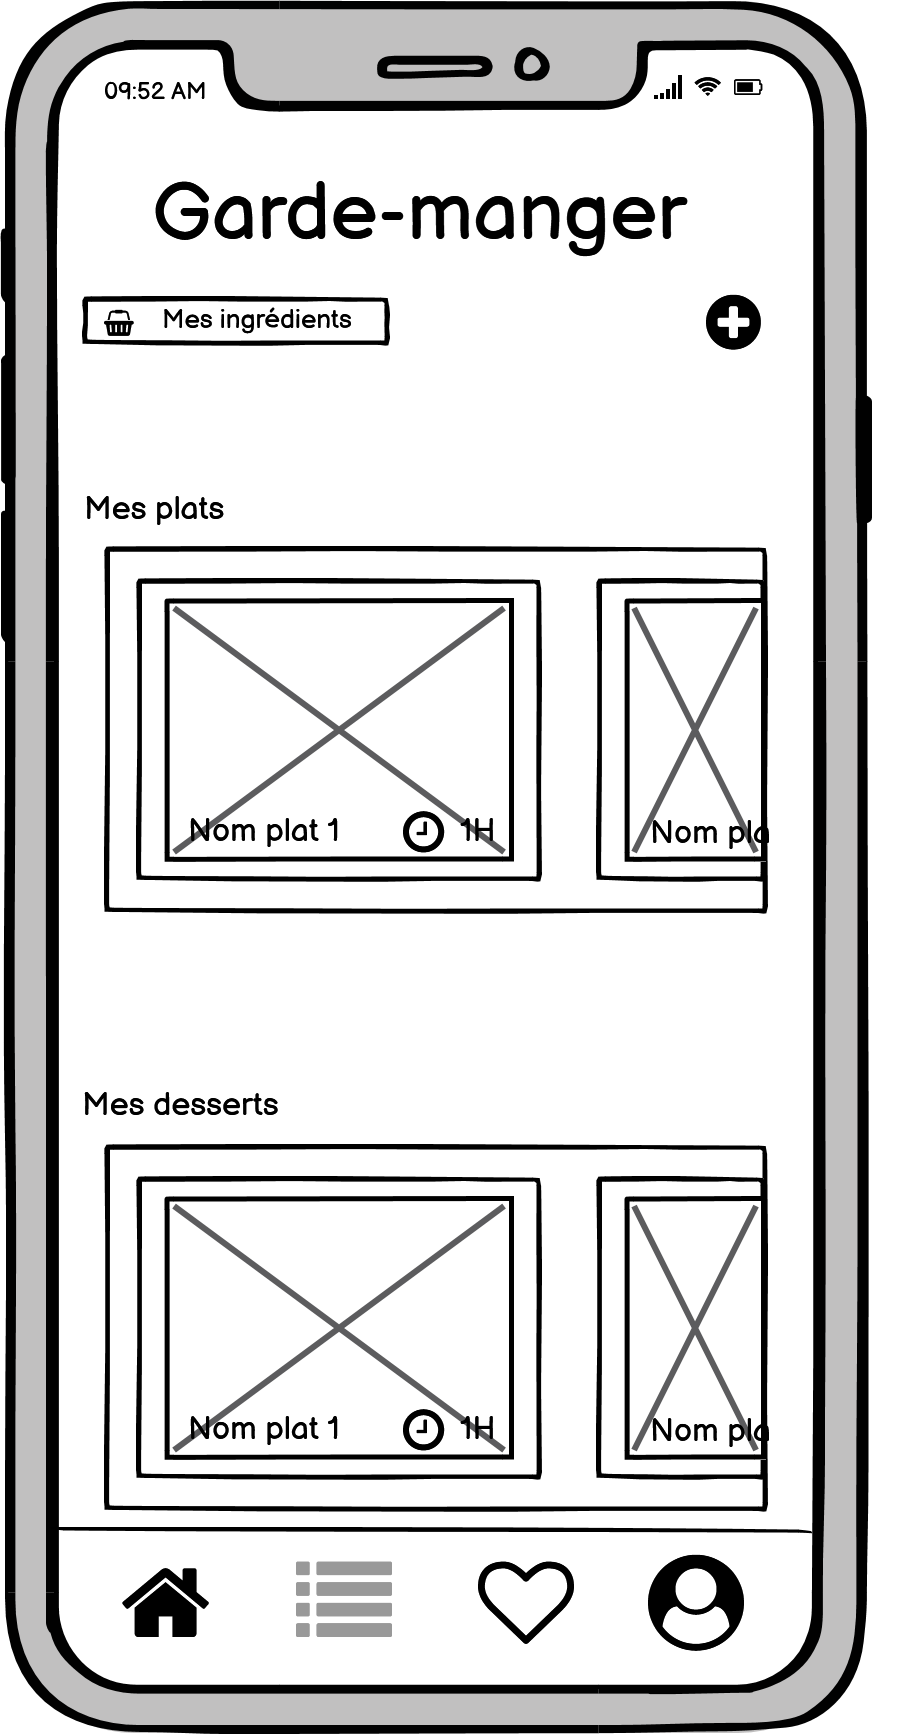 09:52 AM
Garde-manger
Mes ingrédients
Mes plats
Nom plat 1 1H Nom pla
Mes desserts
Nom plat 1 1H Nom pla